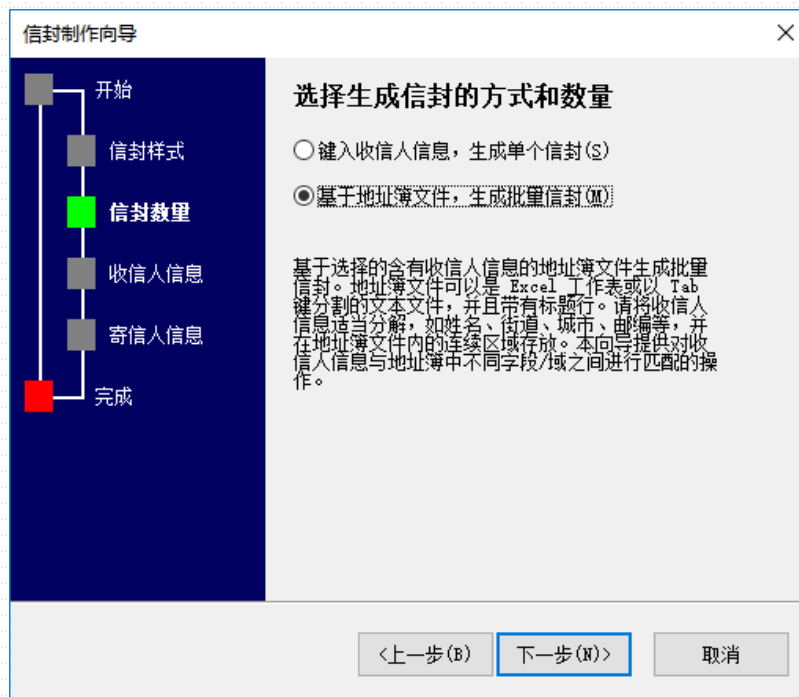 信封制作向导
开始
信封样式
信封数量
收信人信息
寄信人信息
完成
选择生成信封的方式和数量
键入收信人信息，生成单个信封(S)
基于地址簿文件，生成批量信封(M)
基于选择的含有收信人信息的地址簿文件生成批量
信封。地址簿文件可以是 Excel 工作表或以 Tab
键分割的文本文件，并且带有标题行。请将收信人
信息适当分解，如姓名、街道、城市、邮编等，并
在地址簿文件内的连续区域存放。本向导提供对收
信人信息与地址簿中不同字段/域之间进行匹配的操
作。
<上一步(B)
下一步(N)>
取消